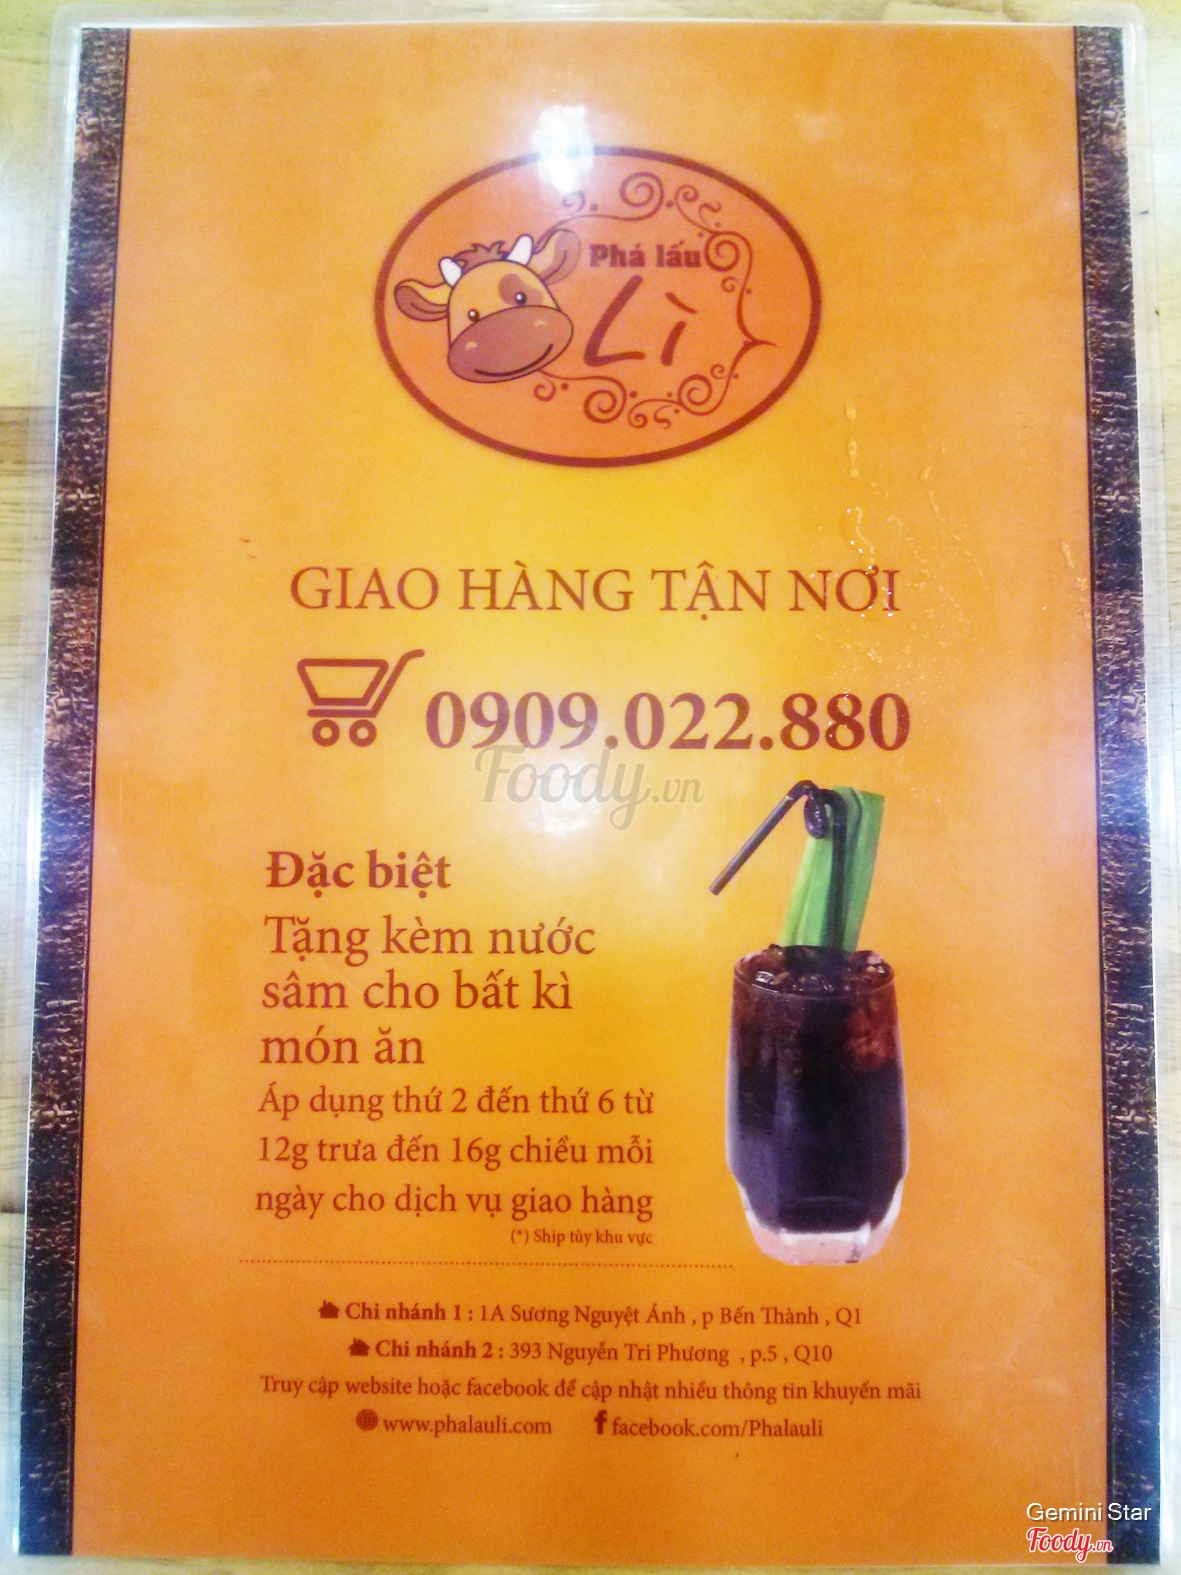 Phá lấu
Lì
GIAO HÀNG TẬN NƠI
0909.022.880
Foody.vn
Đặc biệt
Tặng kèm nước
sâm cho bất kì
món ăn
Áp dụng thứ 2 đến thứ 6 từ
12g trưa đến 16g chiều mỗi
ngày cho dịch vụ giao hàng
(*) Ship tùy khu vực
Chi nhánh 1 : 1A Sương Nguyệt Ánh , p Bến Thành , Q1
Chi nhánh 2 : 393 Nguyễn Tri Phương , p.5 , Q10
Truy cập website hoặc facebook để cập nhật nhiều thông tin khuyến mãi
www.phalauli.com facebook.com/Phalauli
Gemini Star
Foody.vn